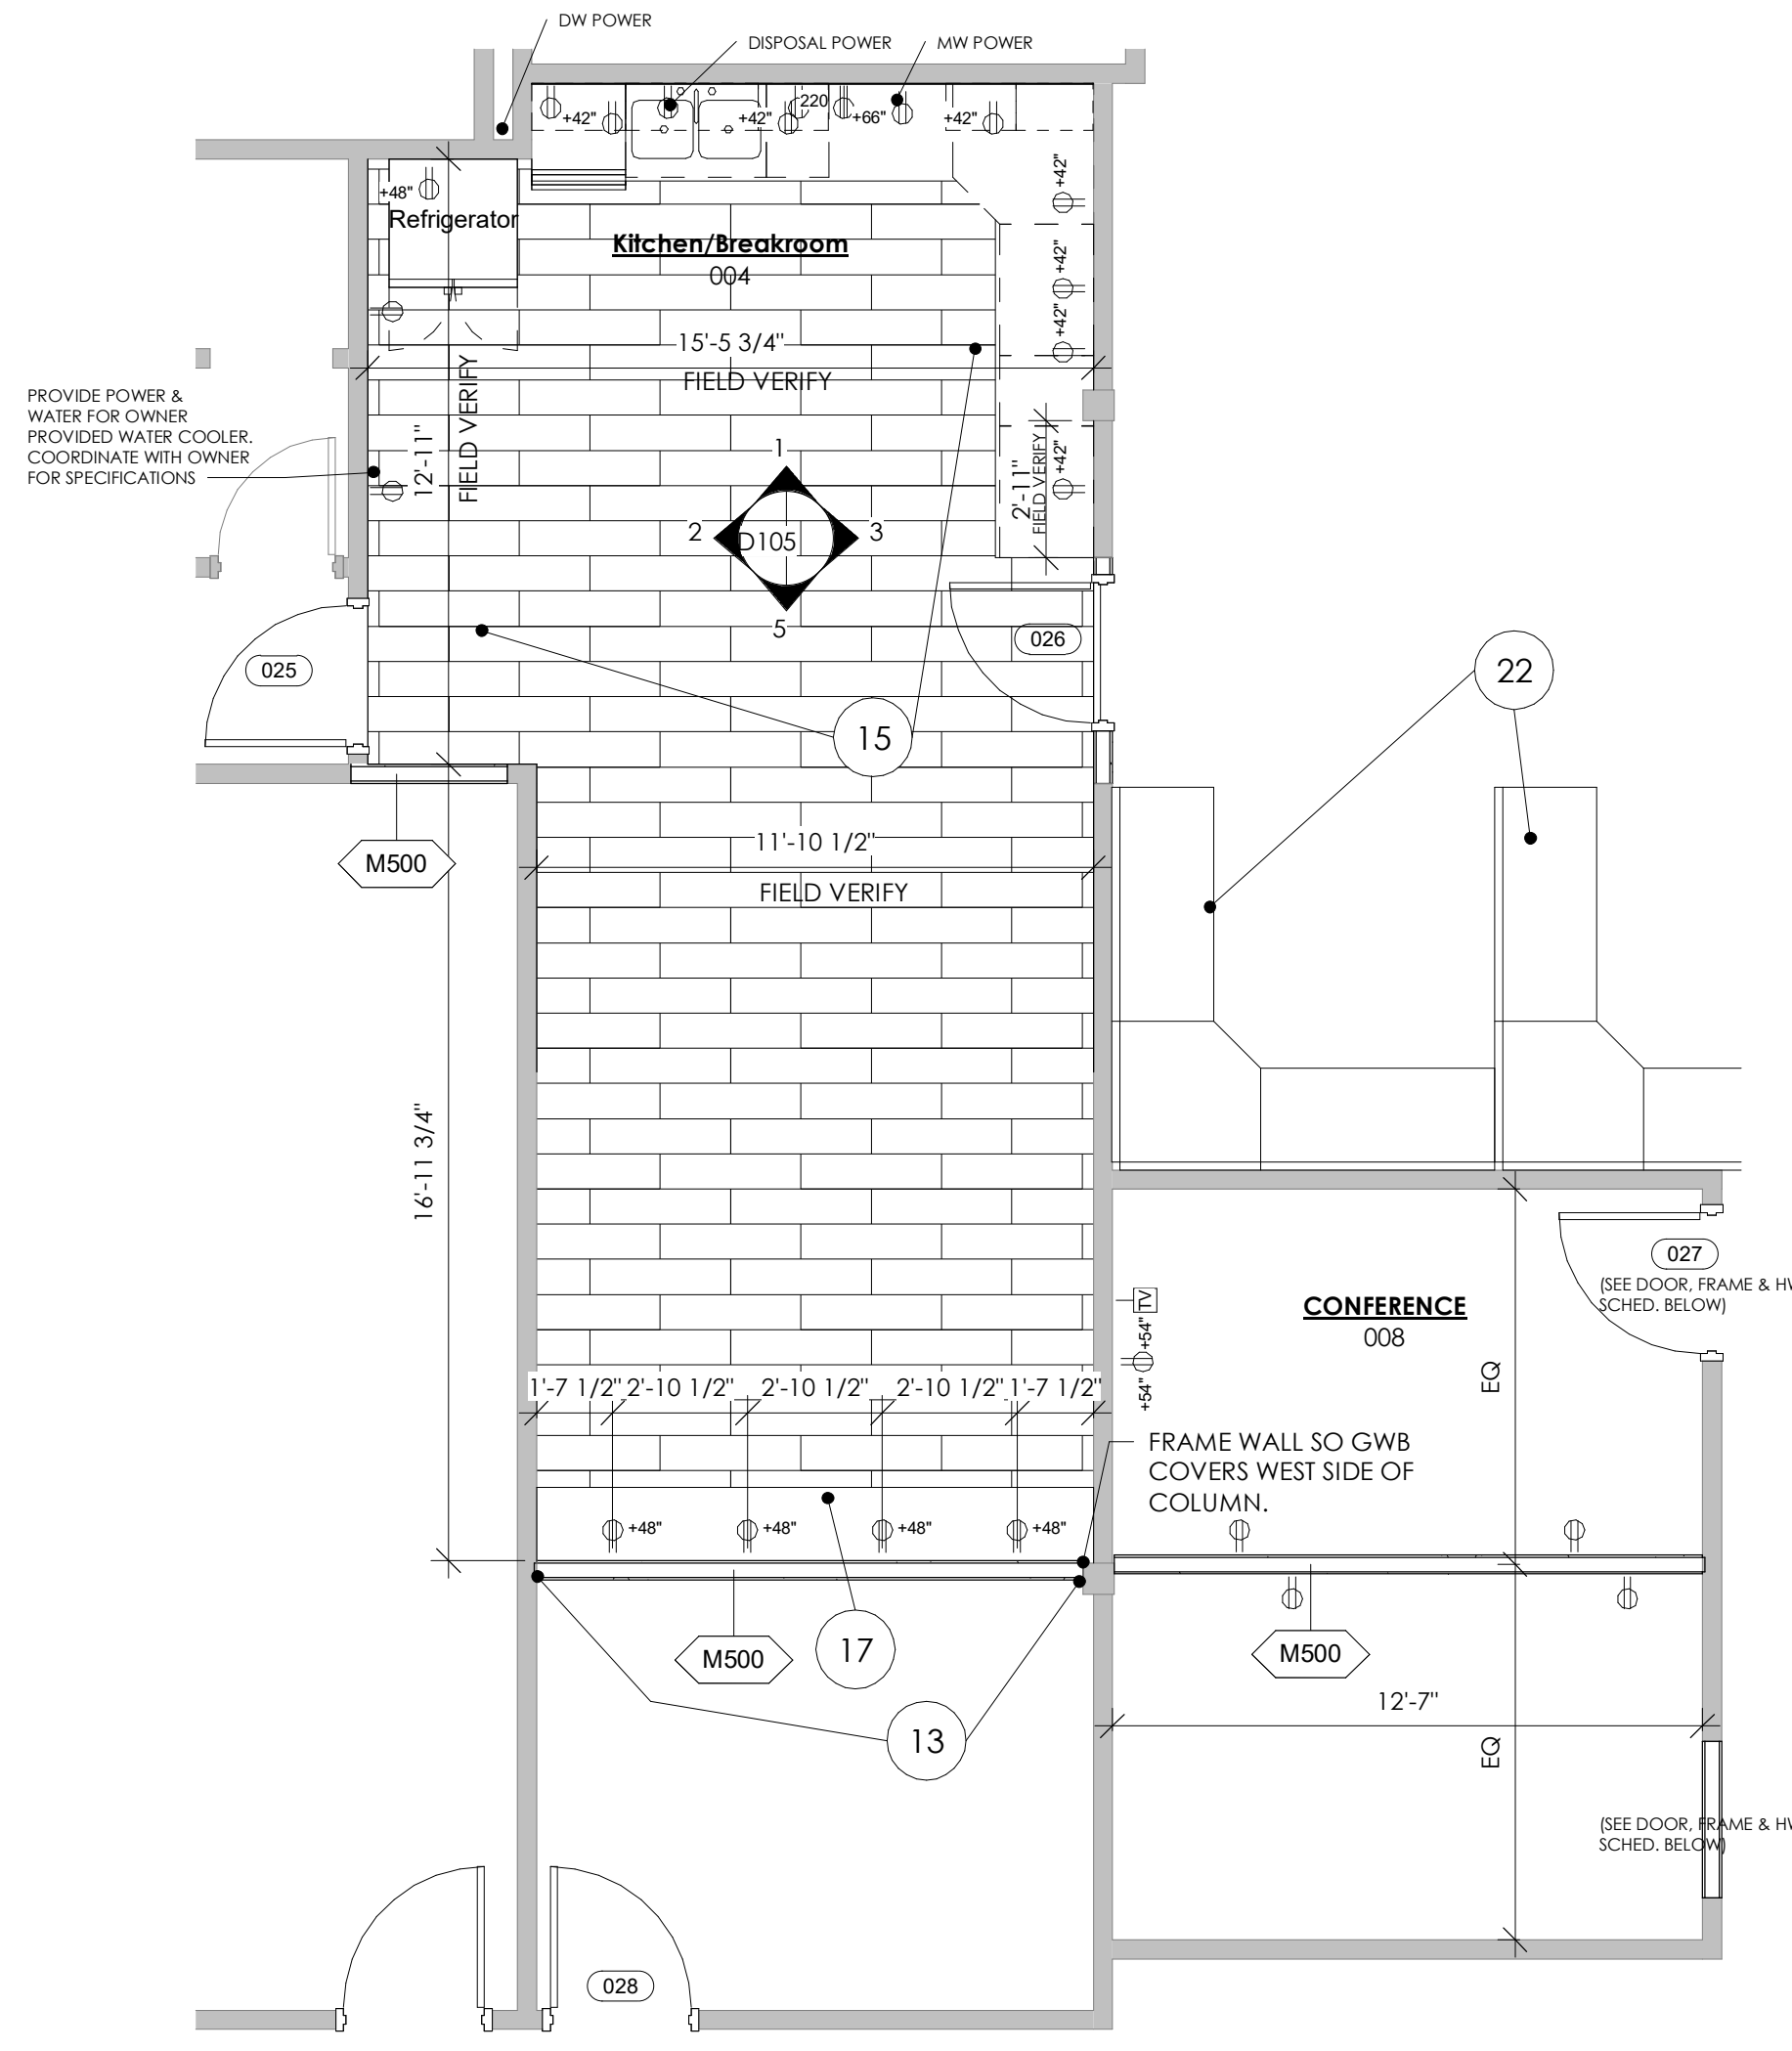 DW POWER
DISPOSAL POWER
MW POWER
+42"
+42"
220
+66"
+42"
+48"
Refrigerator
Kitchen/Breakroom
004
+42"
+42"
+42"
15'-5 3/4"
FIELD VERIFY
12'-11"
FIELD VERIFY
PROVIDE POWER &
WATER FOR OWNER
PROVIDED WATER COOLER.
COORDINATE WITH OWNER
FOR SPECIFICATIONS
1
2
D105
3
5
2'-11"
FIELD VERIFY
+42"
025
026
15
22
M500
11'-10 1/2"
FIELD VERIFY
16'-11 3/4"
027
(SEE DOOR, FRAME &
SCHED. BELOW)
TV
+54"
+54"
CONFERENCE
008
EQ
1'-7 1/2"
2'-10 1/2"
2'-10 1/2"
2'-10 1/2"
1'-7 1/2"
FRAME WALL SO GWB
COVERS WEST SIDE OF
COLUMN.
+48"
+48"
+48"
+48"
M500
17
M500
13
12'-7"
EQ
(SEE DOOR, FRAME &
SCHED. BELOW)
028